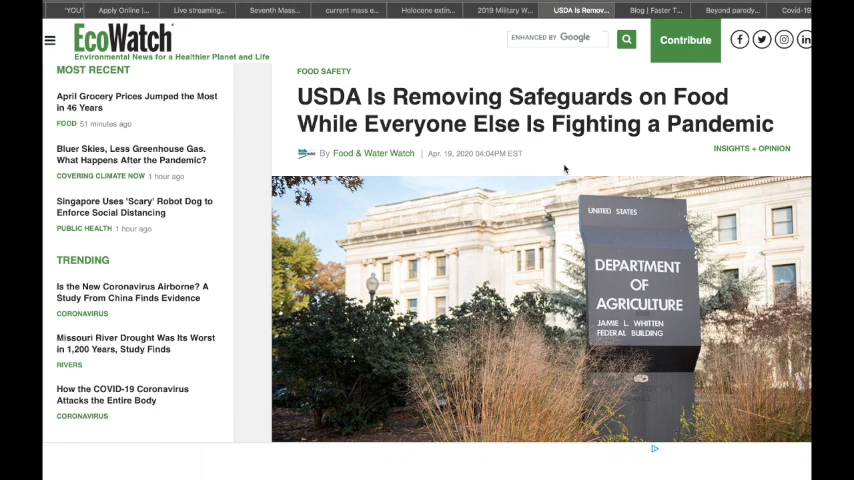 'YOU'
Apply Online |...
Live streaming...
Seventh Mass...
current mass e...
Holocene extin...
2019 Military W...
USDA Is Remov...
Blog | Faster T...
Beyond parody...
Covid-19
EcoWatch
Environmental News for a Healthier Planet and Life
ENHANCED BY Google
Contribute
MOST RECENT
April Grocery Prices Jumped the Most
in 46 Years
FOOD 51 minutes ago
Bluer Skies, Less Greenhouse Gas.
What Happens After the Pandemic?
COVERING CLIMATE NOW 1 hour ago
Singapore Uses 'Scary' Robot Dog to
Enforce Social Distancing
PUBLIC HEALTH 1 hour ago
TRENDING
Is the New Coronavirus Airborne? A
Study From China Finds Evidence
CORONAVIRUS
Missouri River Drought Was Its Worst
in 1,200 Years, Study Finds
RIVERS
How the COVID-19 Coronavirus
Attacks the Entire Body
CORONAVIRUS
FOOD SAFETY
USDA Is Removing Safeguards on Food
While Everyone Else Is Fighting a Pandemic
By Food & Water Watch | Apr. 19, 2020 04:04PM EST
INSIGHTS + OPINION
UNITED STATES
DEPARTMENT
OF
AGRICULTURE
JAMIE L. WHITTEN
FEDERAL BUILDING